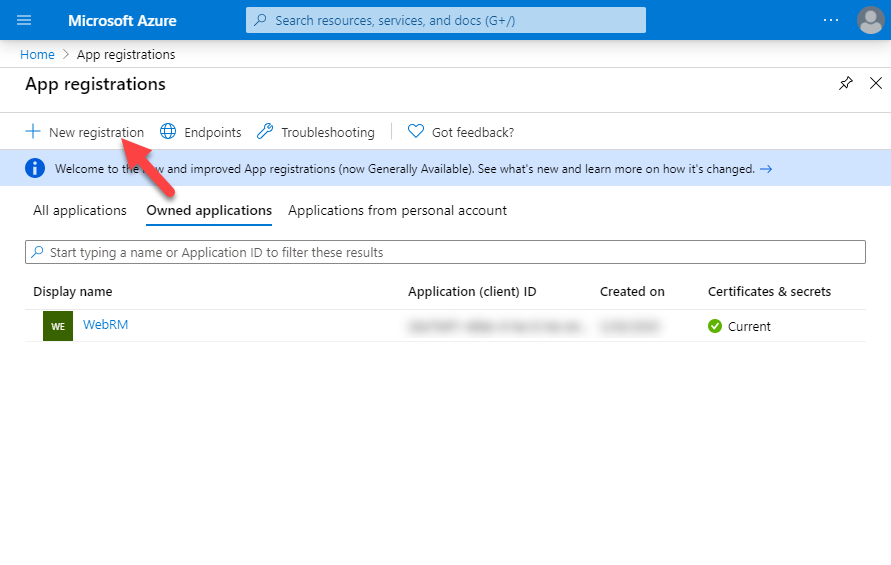 Microsoft Azure
Search resources, services, and docs (G+/)
Home > App registrations
App registrations
New registration
Endpoints
Troubleshooting
Got feedback?
Welcome to the and improved App registrations (now Generally Available). See what's new and learn more on how it's changed. →
All applications
Owned applications
Applications from personal account
Start typing a name or Application ID to filter these results
Display name
Application (client) ID
Created on
Certificates & secrets
WE
WebRM
Current